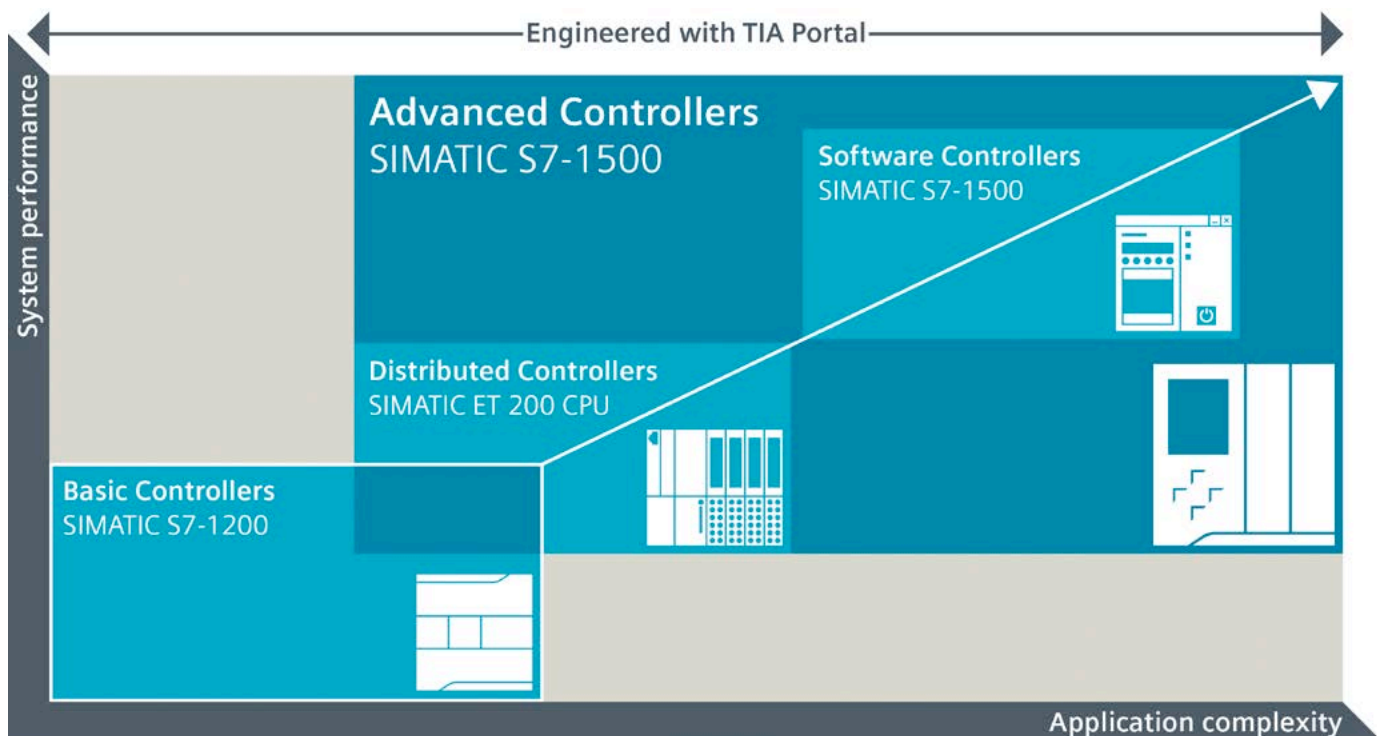 Engineered with TIA Portal
System performance
Advanced Controllers
SIMATIC S7-1500
Software Controllers
SIMATIC S7-1500
Distributed Controllers
SIMATIC ET 200 CPU
Basic Controllers
SIMATIC S7-1200
Application complexity